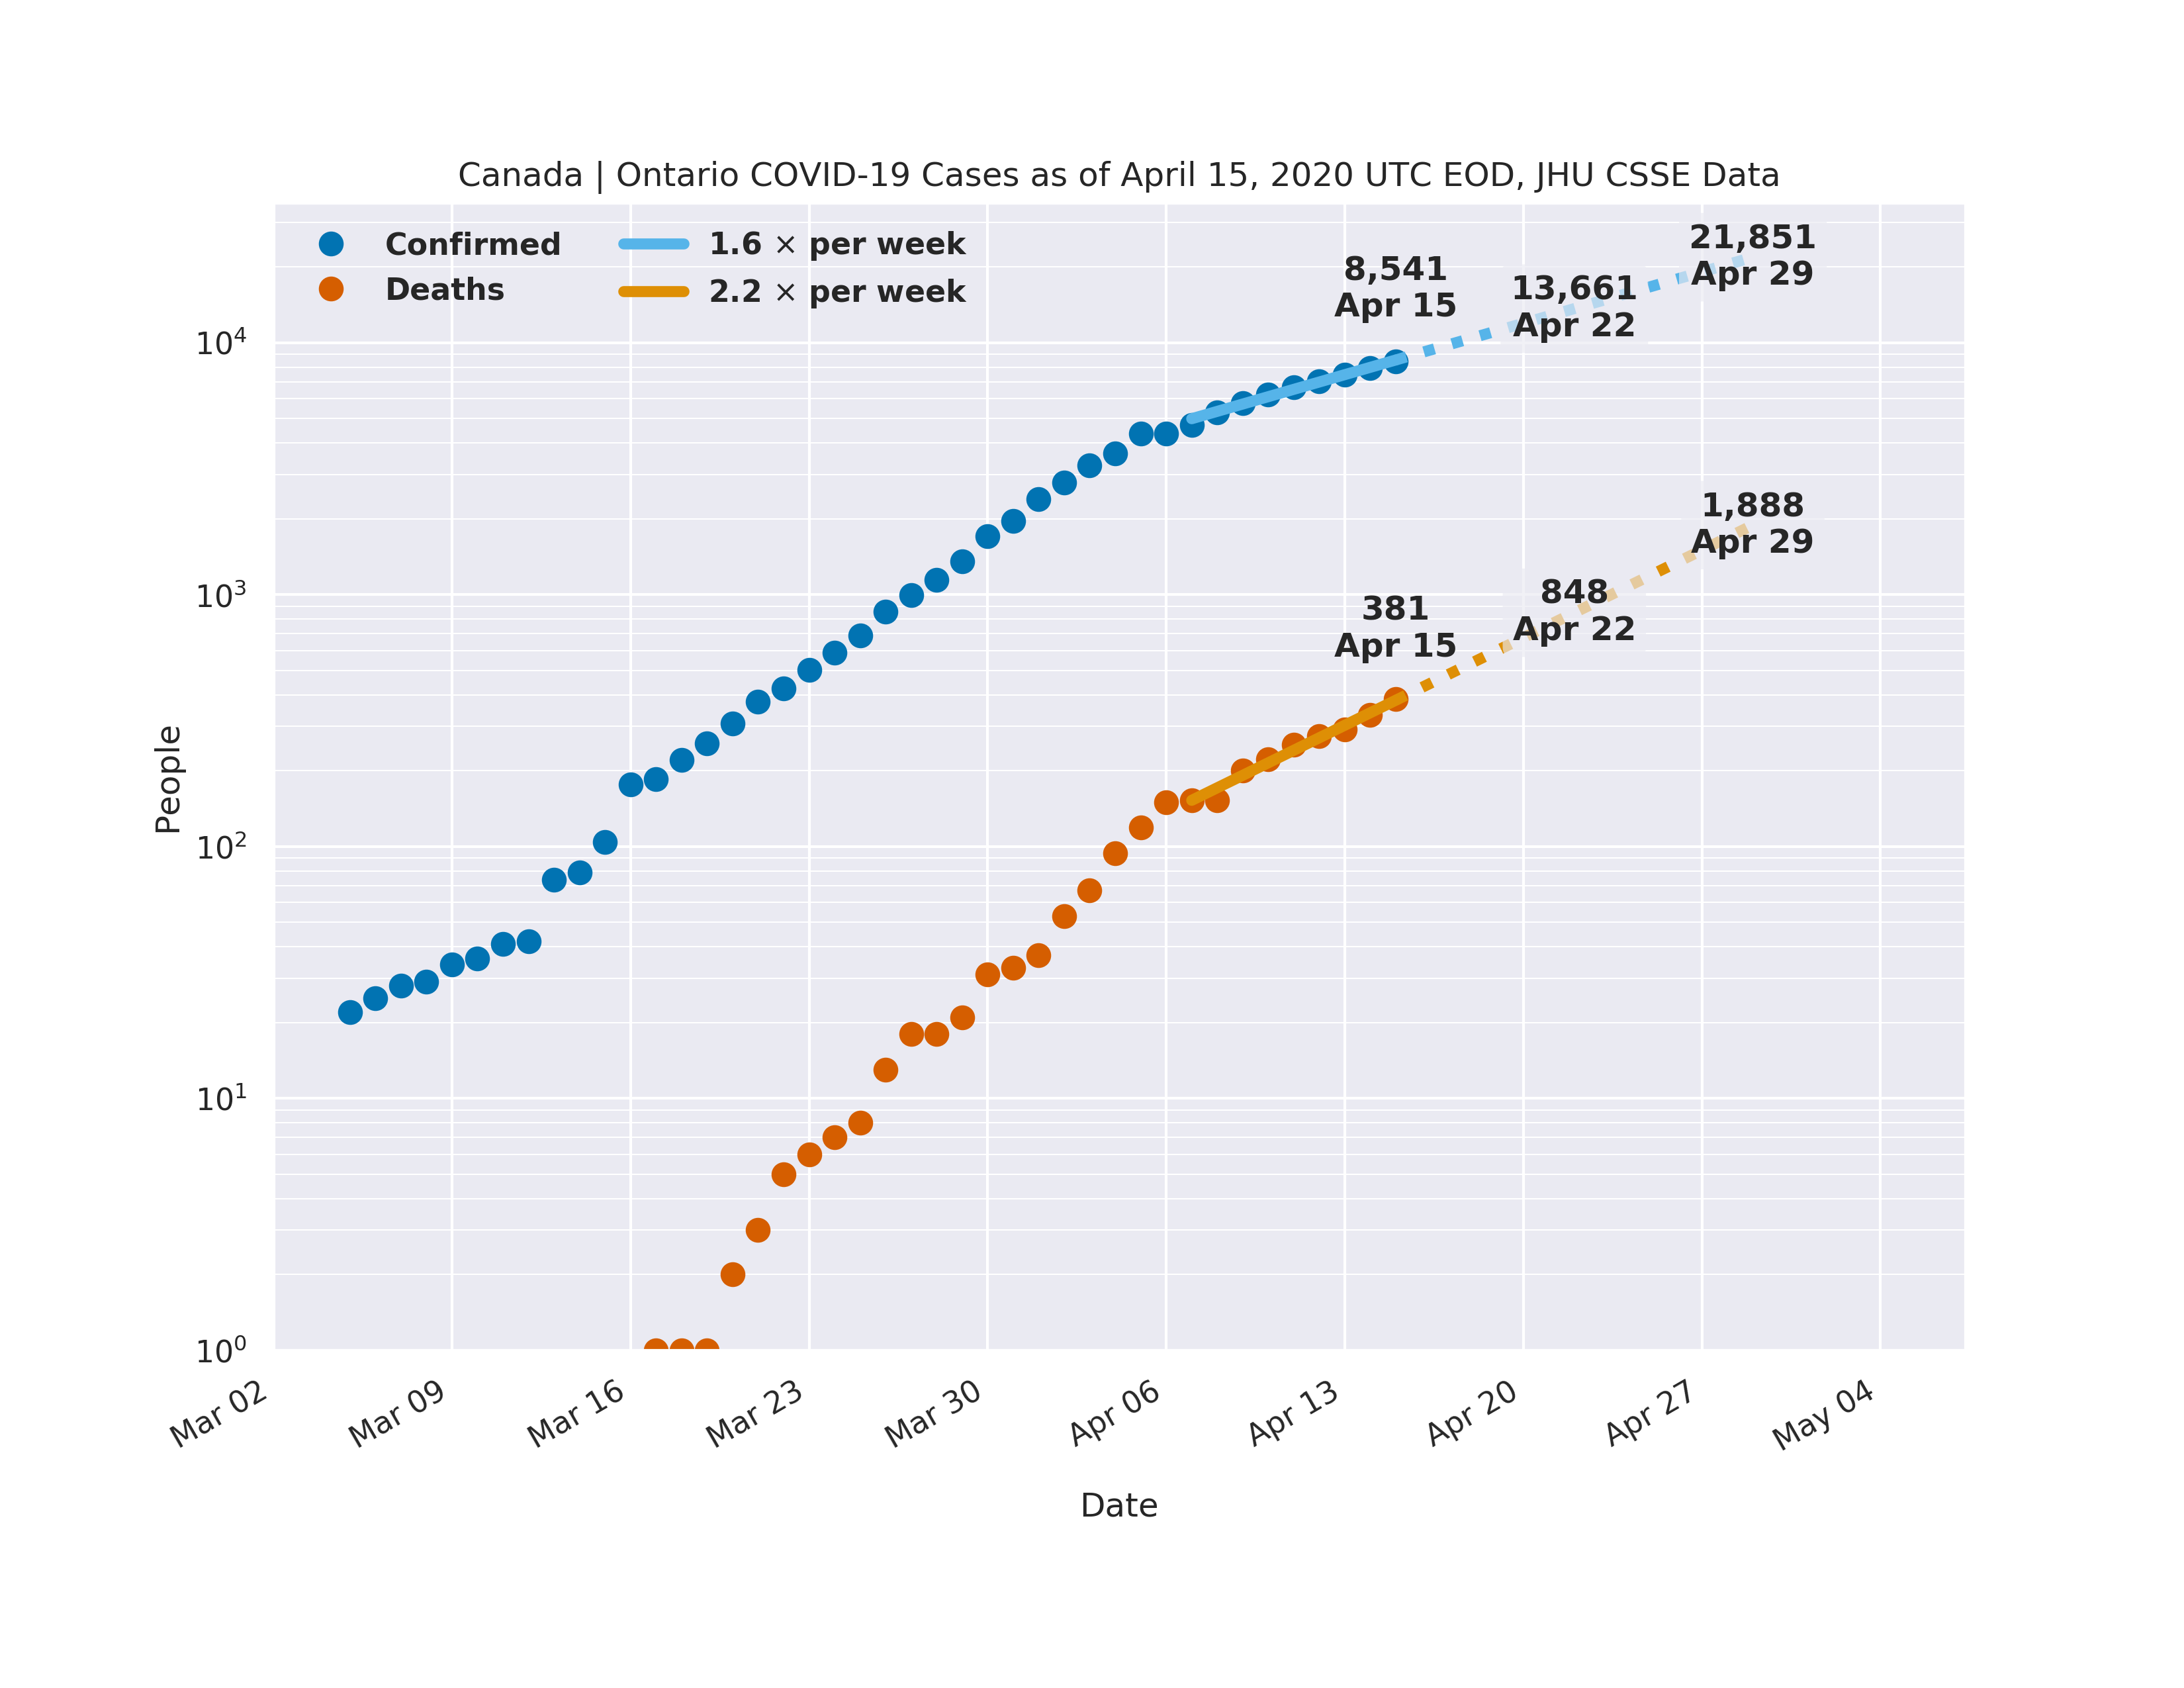 Canada | Ontario COVID-19 Cases as of April 15, 2020 UTC EOD, JHU CSSE Data
Confirmed
Deaths
1.6 × per week
2.2 × per week
8,541
Apr 15
13,661
Apr 22
21,851
Apr 29
381
Apr 15
848
Apr 22
1,888
Apr 29
People
10⁴
10³
10²
10¹
10⁰
Mar 02
Mar 09
Mar 16
Mar 23
Mar 30
Apr 06
Apr 13
Apr 20
Apr 27
May 04
Date